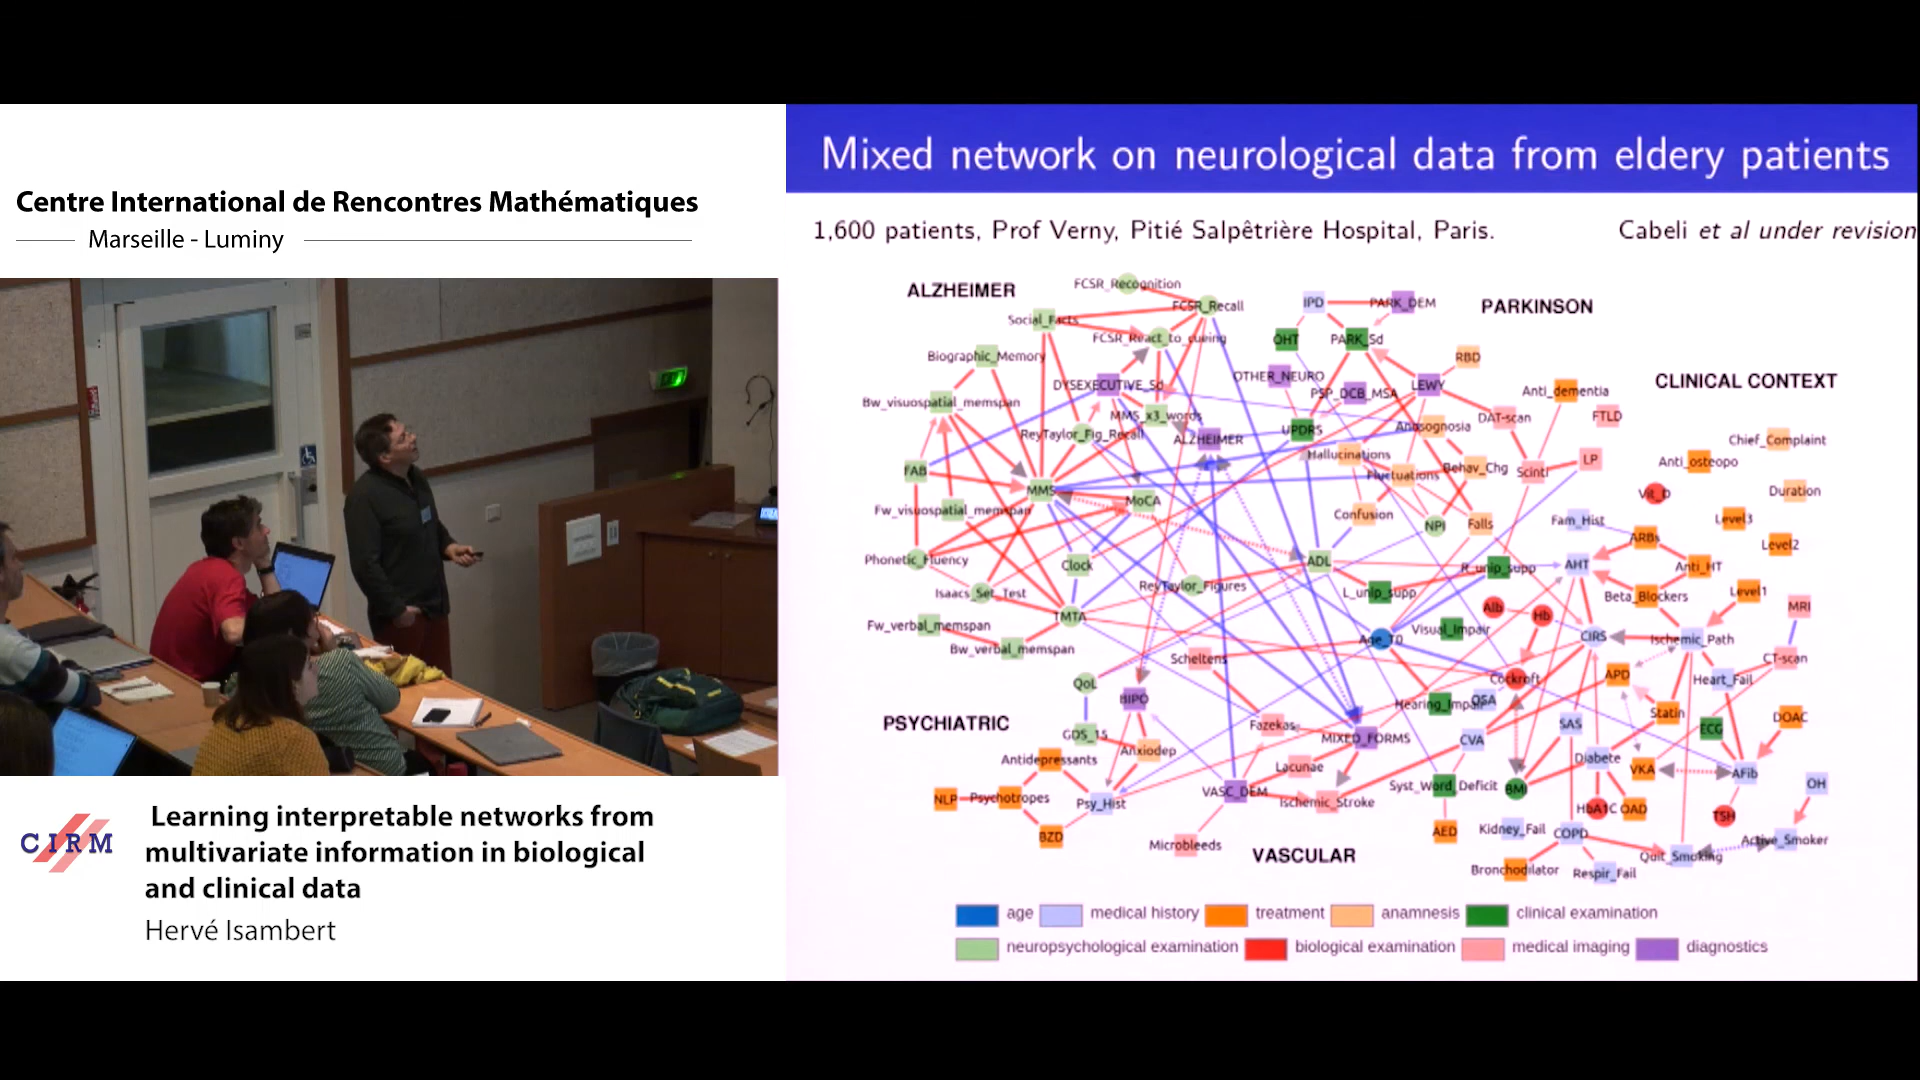 Centre International de Rencontres Mathématiques
Marseille - Luminy
CIRM
Learning interpretable networks from
multivariate information in biological
and clinical data
Hervé Isambert
Mixed network on neurological data from eldery patients
1,600 patients, Prof Verny, Pitié Salpêtrière Hospital, Paris.
Cabeli et al under revision
ALZHEIMER
FCSR_Recognition
FCSR_Recall
Social_Facts
FCSR_React_to_cueing
Biographic_Memory
DYSEXECUTIVE_Sd
Bw_visuospatial_memspan
MMS_x3_words
ReyTaylor_Fig_Recall
ALZHEIMER
FAB
MMS
MoCA
Fw_visuospatial_memspan
Phonetic_Fluency
Clock
Isaacs_Set_Test
ReyTaylor_Figures
TMTA
Fw_verbal_memspan
Bw_verbal_memspan
PARKINSON
IPD
PARK_DEM
OHT
PARK_Sd
RBD
OTHER_NEURO
PSP_DCB_MSA
LEWY
UPDRS
Anosognosia
DAT-scan
Hallucinations
Fluctuations
Behav_Chg
Scinti
LP
Confusion
NPI
Falls
ADL
R_unip_supp
L_unip_supp
Age_T0
Visual_Impair
CLINICAL CONTEXT
Anti_dementia
FTLD
Chief_Complaint
Anti_osteopo
Vit_D
Duration
Fam_Hist
Level3
ARBs
Level2
AHT
Anti_HT
Beta_Blockers
Level1
MRI
Alb
Hb
CIRS
Ischemic_Path
CT-scan
Cockroft
APD
Heart_Fail
Hearing_Impair
OSA
Statin
ECG
DOAC
SAS
CVA
Diabete
VKA
AFib
OH
Syst_Word_Deficit
BMI
HbA1C
OAD
TSH
AED
Kidney_Fail
COPD
Active_Smoker
Quit_Smoking
Bronchodilator
Respir_Fail
PSYCHIATRIC
QoL
BIPO
GDS_15
Anxiodep
Antidepressants
NLP
Psychotropes
Psy_Hist
BZD
Scheltens
Fazekas
MIXED_FORMS
Lacunae
VASC_DEM
Ischemic_Stroke
Microbleeds
VASCULAR
age
medical history
treatment
anamnesis
clinical examination
neuropsychological examination
biological examination
medical imaging
diagnostics